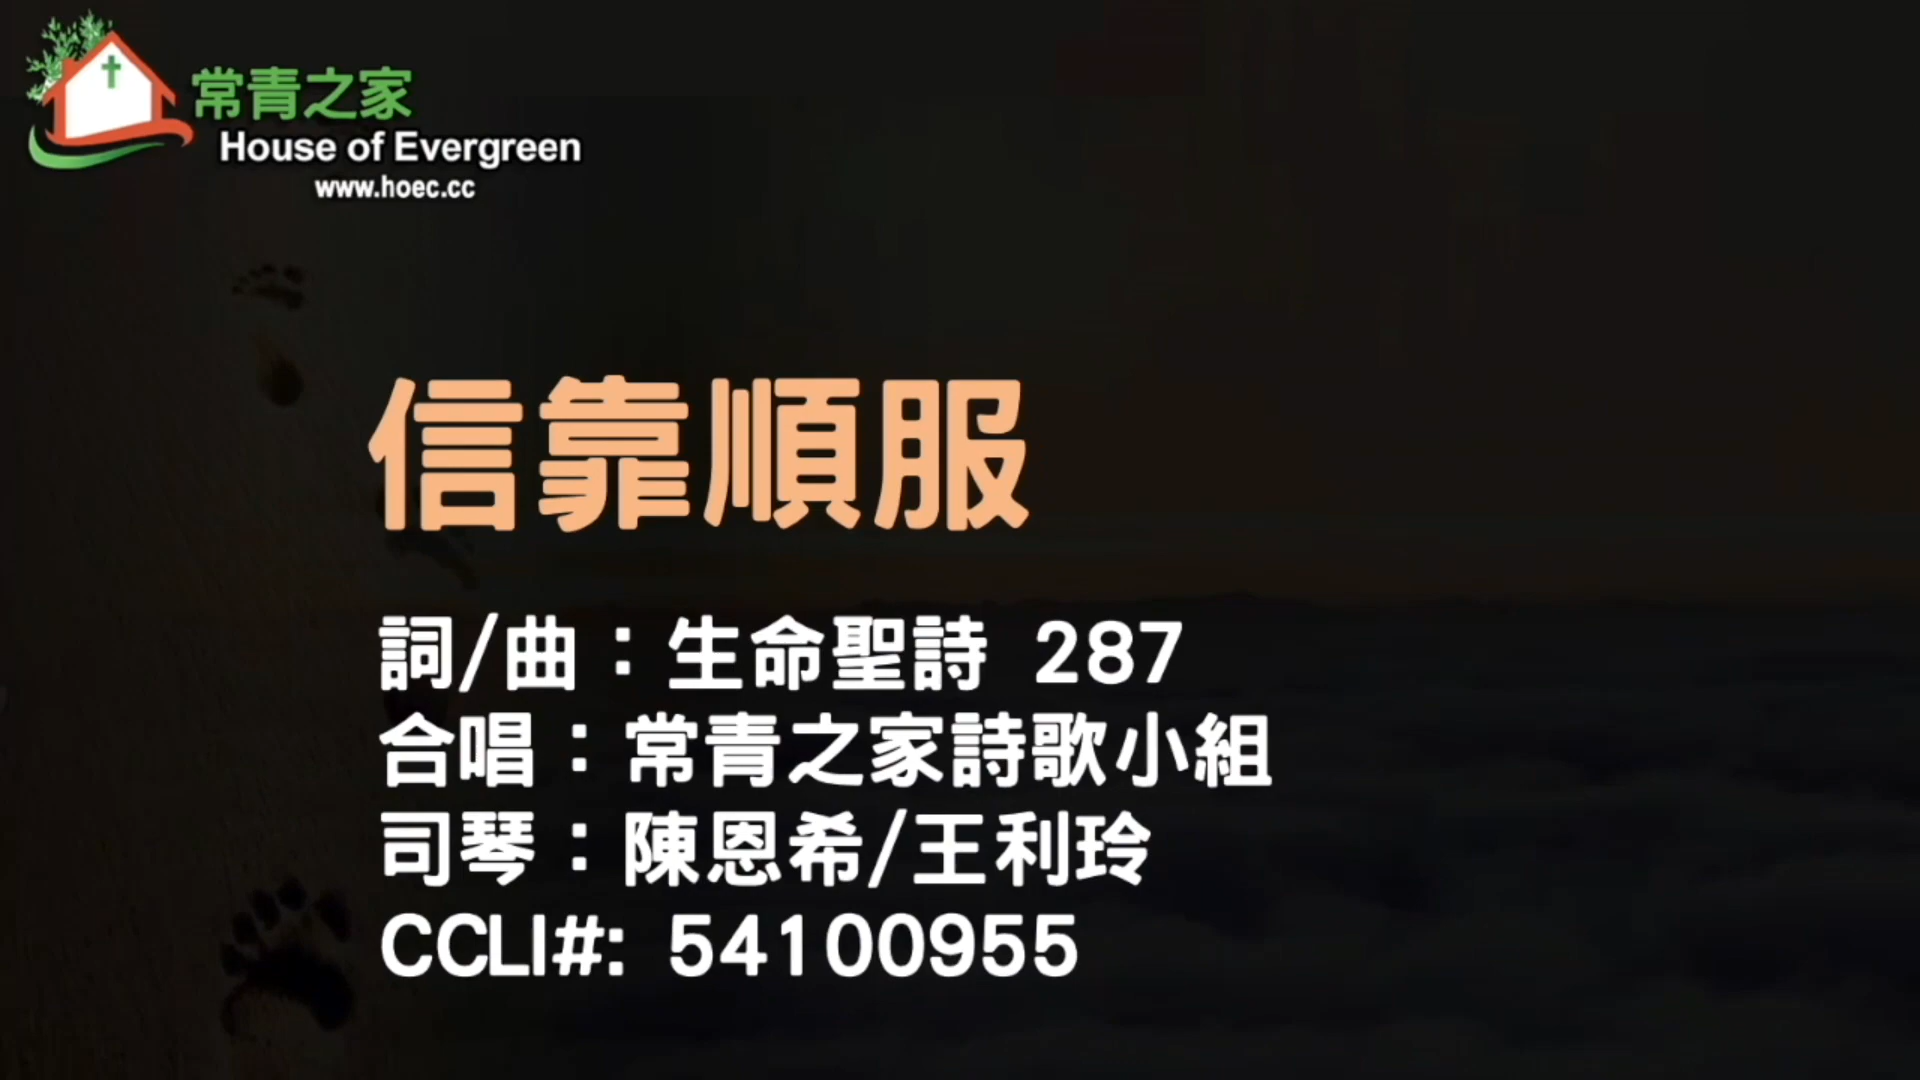 常青之家
House of Evergreen
www.hoec.cc
信靠順服
詞/曲：生命聖詩 287
合唱：常青之家詩歌小組
司琴：陳恩希/王利玲
CCLI#: 54100955